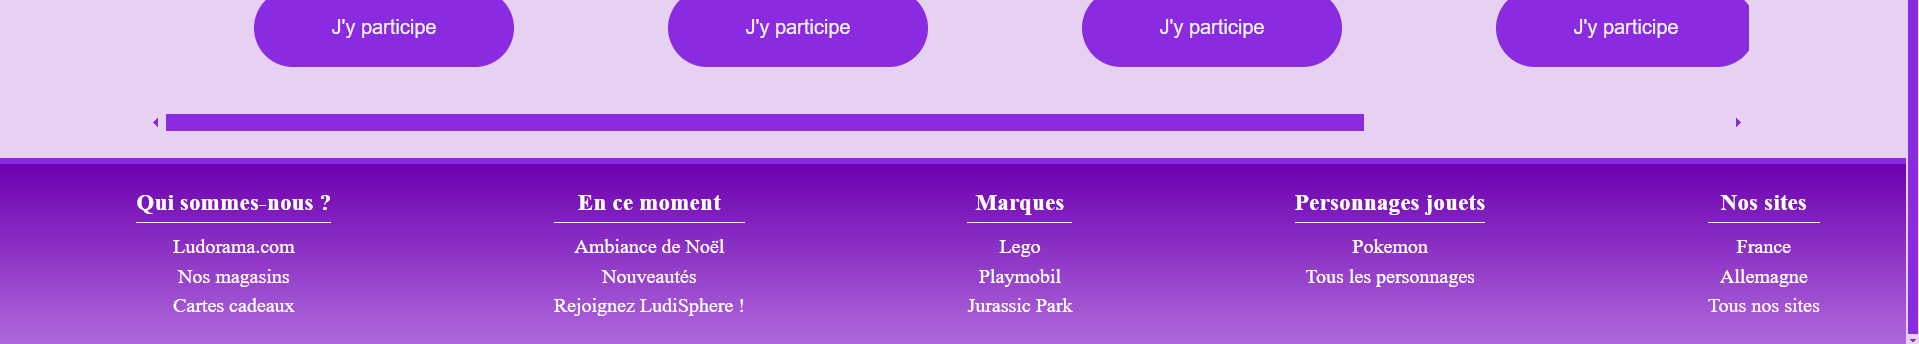 J'y participe
J'y participe
J'y participe
J'y participe
Qui sommes-nous ?
Ludorama.com
Nos magasins
Cartes cadeaux
En ce moment
Ambiance de Noël
Nouveautés
Rejoignez LudiSphere !
Marques
Lego
Playmobil
Jurassic Park
Personnages jouets
Pokemon
Tous les personnages
Nos sites
France
Allemagne
Tous nos sites